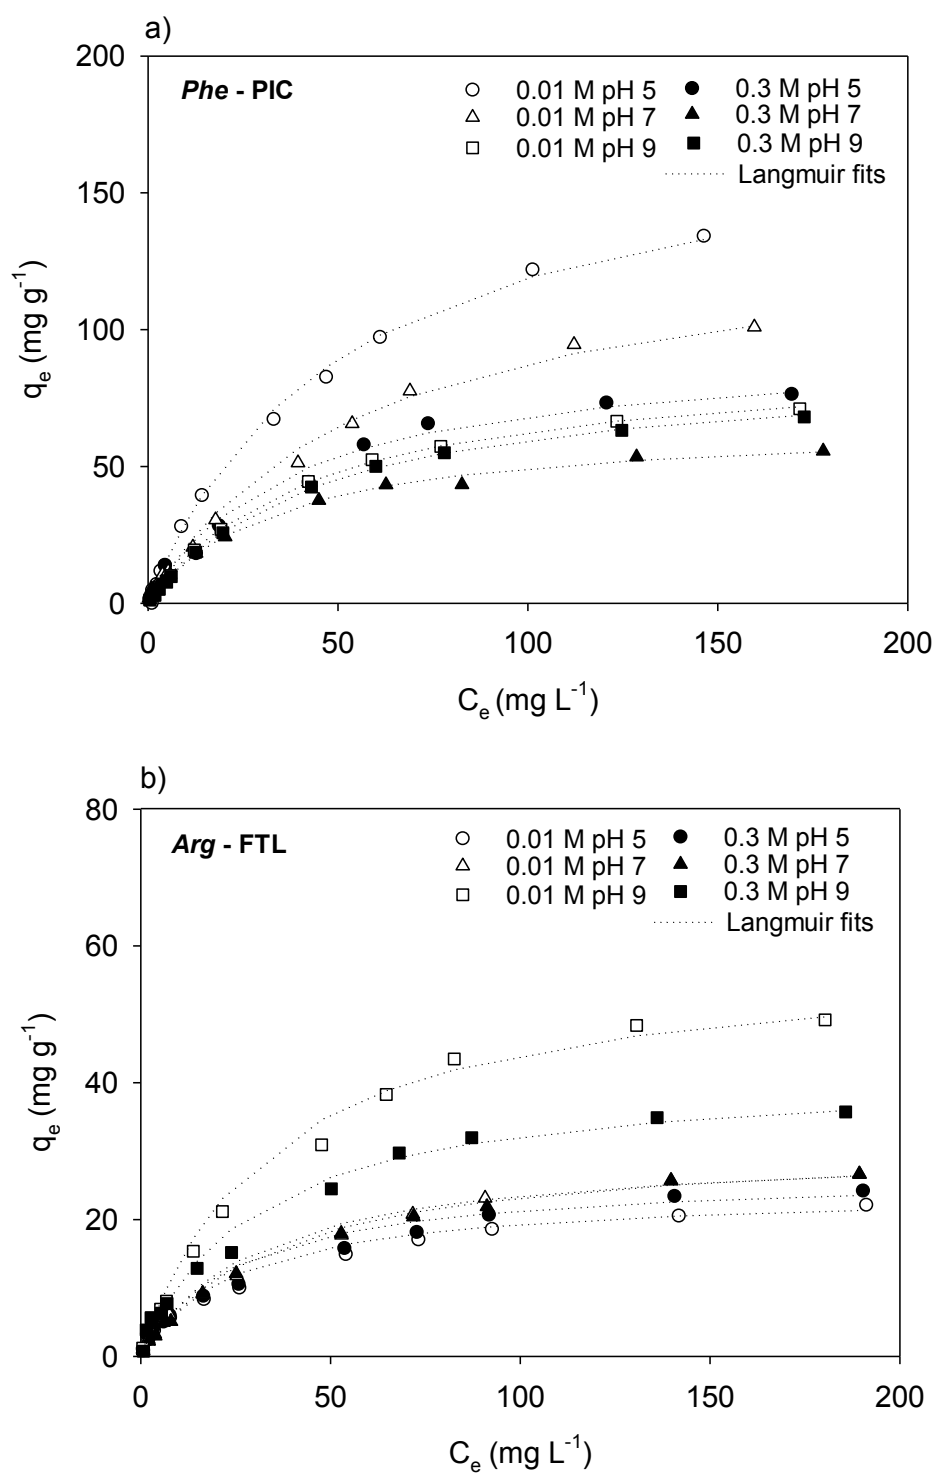 a)
200
150
100
50
0
q_e (mg g^-1)
Phe - PIC
0.01 M pH 5
0.01 M pH 7
0.01 M pH 9
0.3 M pH 5
0.3 M pH 7
0.3 M pH 9
Langmuir fits
0 50 100 150 200
C_e (mg L^-1)
b)
80
60
40
20
0
q_e (mg g^-1)
Arg - FTL
0.01 M pH 5
0.01 M pH 7
0.01 M pH 9
0.3 M pH 5
0.3 M pH 7
0.3 M pH 9
Langmuir fits
0 50 100 150 200
C_e (mg L^-1)